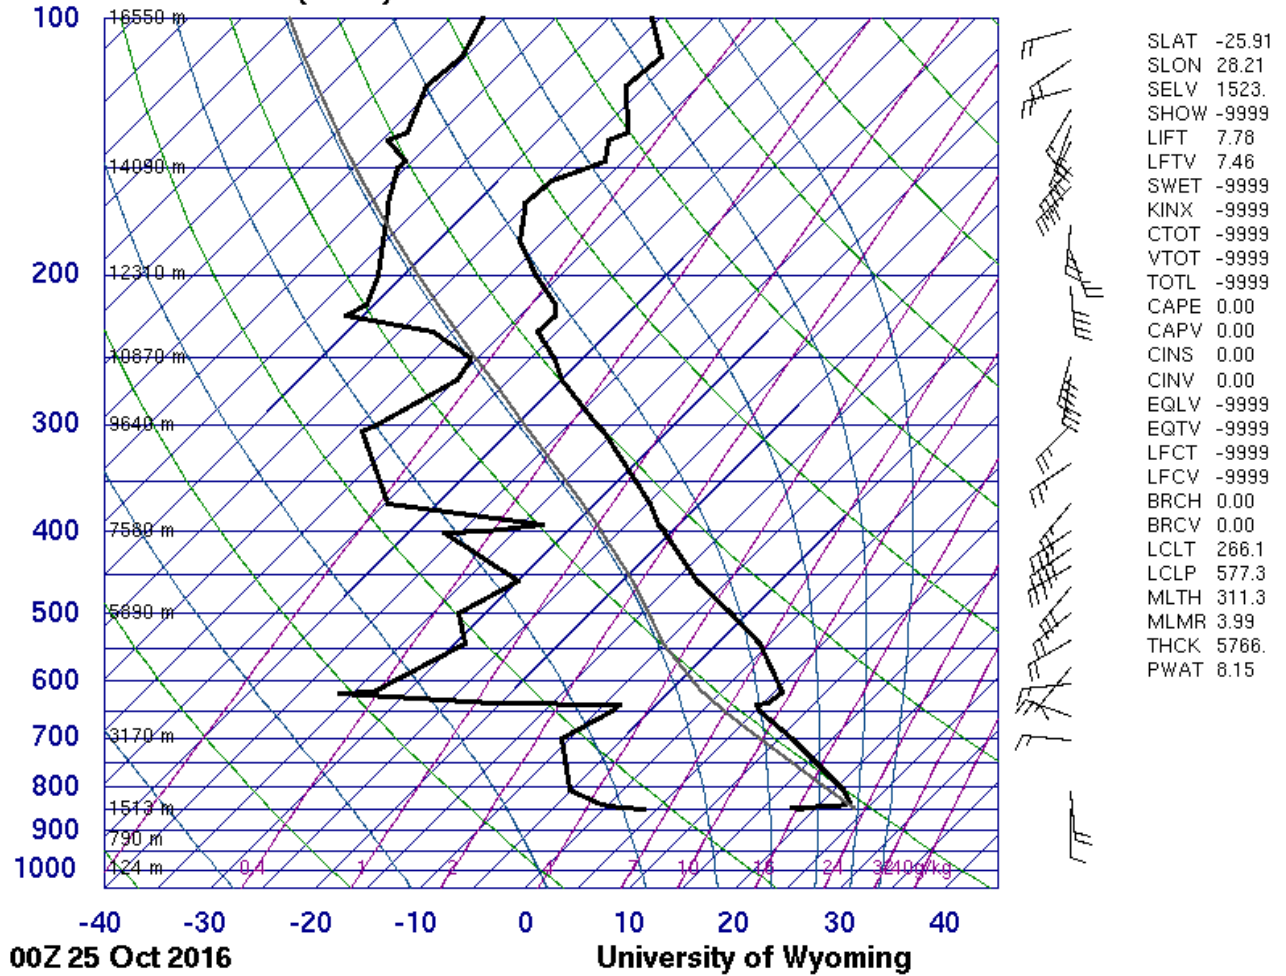 100 16550 m
14090 m
200 12310 m
10870 m
300 9640 m
400 7580 m
500 5890 m
600
700 3170 m
800
1513 m
900
790 m
1000 124 m
0.4 1 2 4 7 10 16 24 32 40g/kg
-40 -30 -20 -10 0 10 20 30 40
00Z 25 Oct 2016 University of Wyoming
SLAT -25.91
SLON 28.21
SELV 1523.
SHOW -9999
LIFT 7.78
LFTV 7.46
SWET -9999
KINX -9999
CTOT -9999
VTOT -9999
TOTL -9999
CAPE 0.00
CAPV 0.00
CINS 0.00
CINV 0.00
EQLV -9999
EQTV -9999
LFCT -9999
LFCV -9999
BRCH 0.00
BRCV 0.00
LCLT 266.1
LCLP 577.3
MLTH 311.3
MLMR 3.99
THCK 5766.
PWAT 8.15